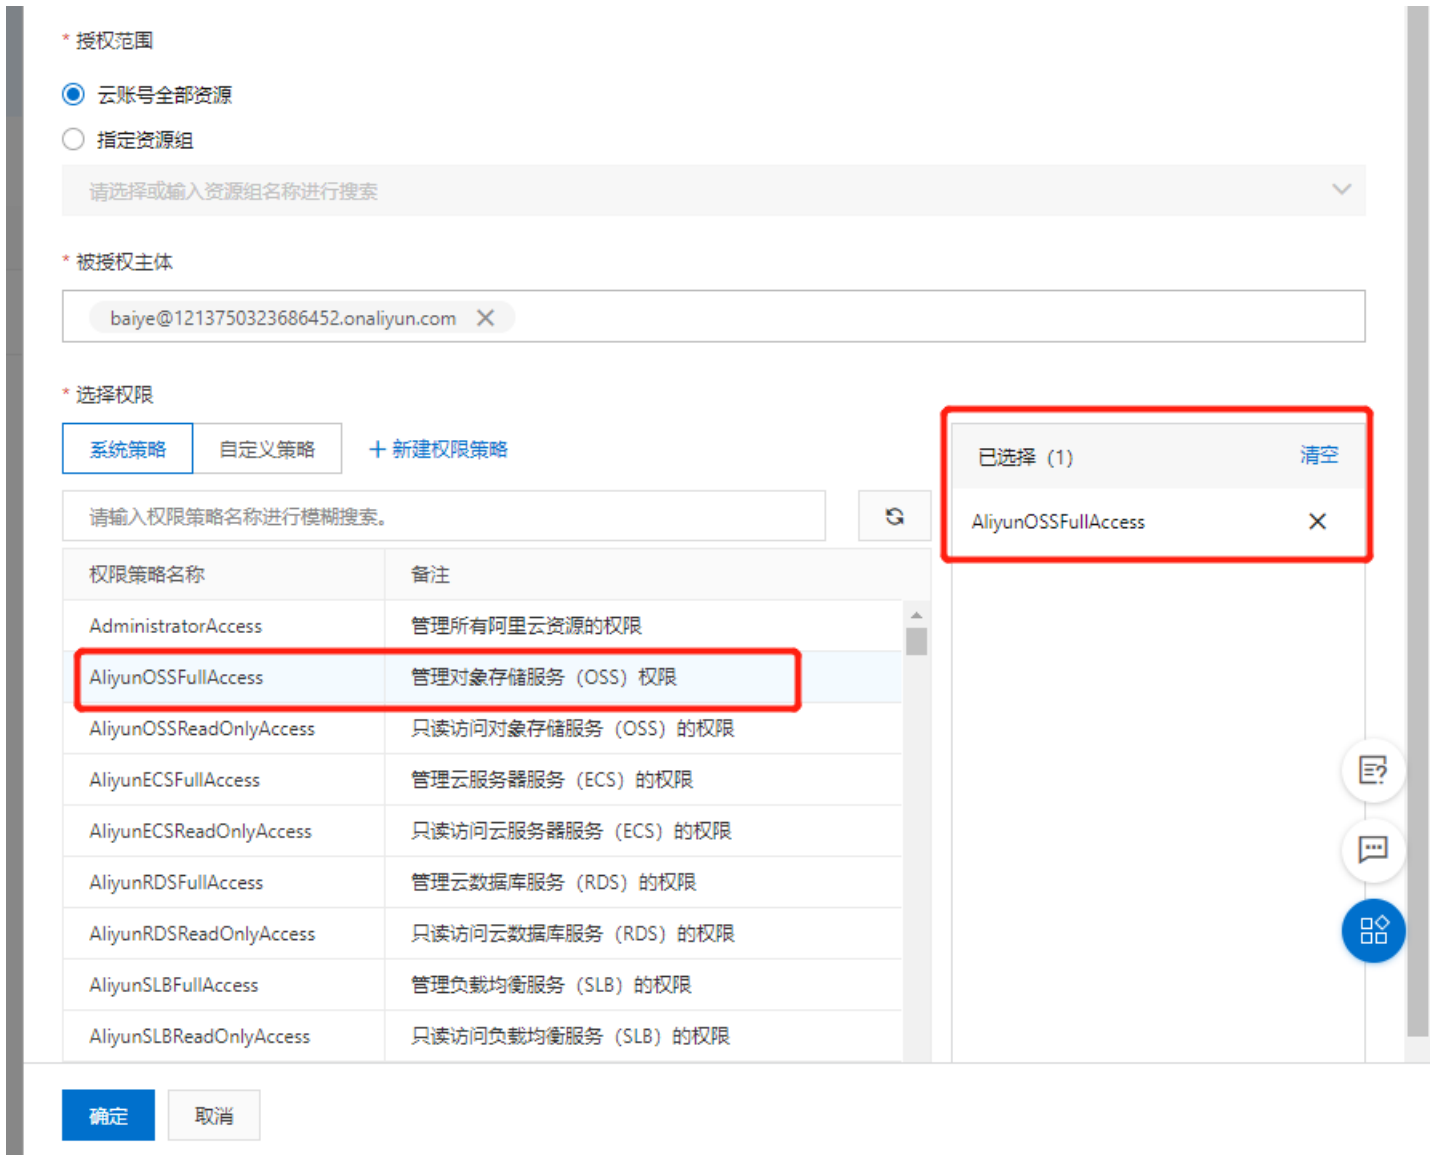 * 授权范围
云账号全部资源
指定资源组
请选择或输入资源组名称进行搜索
* 被授权主体
baiye@1213750323686452.onaliyun.com
* 选择权限
系统策略 自定义策略 + 新建权限策略
请输入权限策略名称进行模糊搜索。
已选择（1） 清空
AliyunOSSFullAccess
权限策略名称 备注
AdministratorAccess 管理所有阿里云资源的权限
AliyunOSSFullAccess 管理对象存储服务（OSS）权限
AliyunOSSReadOnlyAccess 只读访问对象存储服务（OSS）的权限
AliyunECSFullAccess 管理云服务器服务（ECS）的权限
AliyunECSReadOnlyAccess 只读访问云服务器服务（ECS）的权限
AliyunRDSFullAccess 管理云数据库服务（RDS）的权限
AliyunRDSReadOnlyAccess 只读访问云数据库服务（RDS）的权限
AliyunSLBFullAccess 管理负载均衡服务（SLB）的权限
AliyunSLBReadOnlyAccess 只读访问负载均衡服务（SLB）的权限
确定 取消